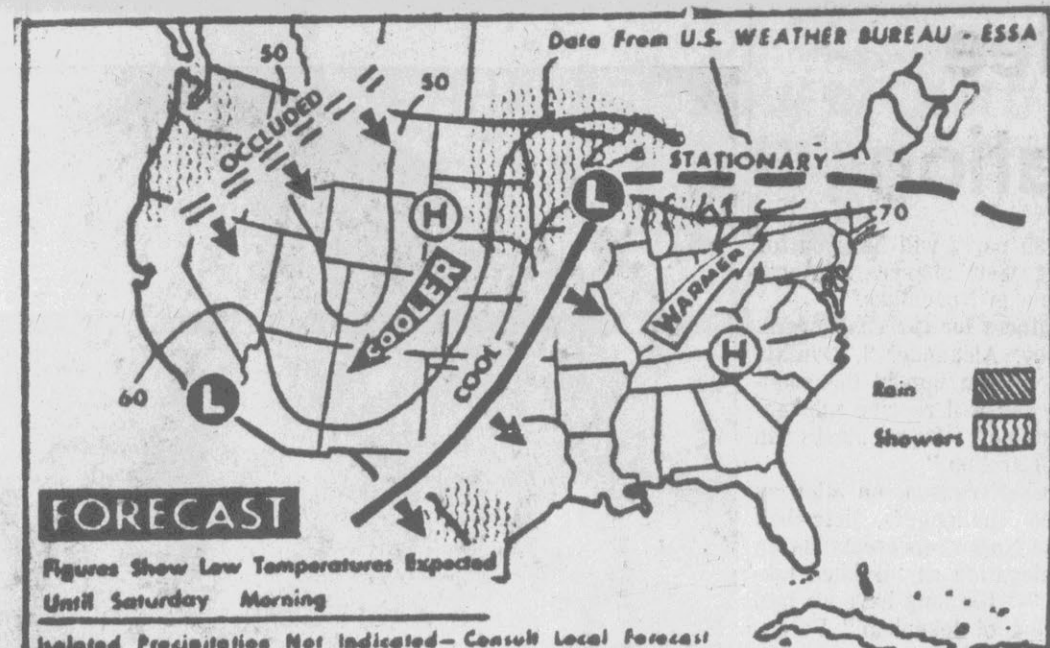 Data From U.S. WEATHER BUREAU - ESSA
50
50
OCCLUDED
STATIONARY
L
H
70
COOLER
WARMER
COOL
H
60
L
Rain
Showers
FORECAST
Figures Show Low Temperatures Expected
Until Saturday Morning
Isolated Precipitation Not Indicated— Consult Local Forecast